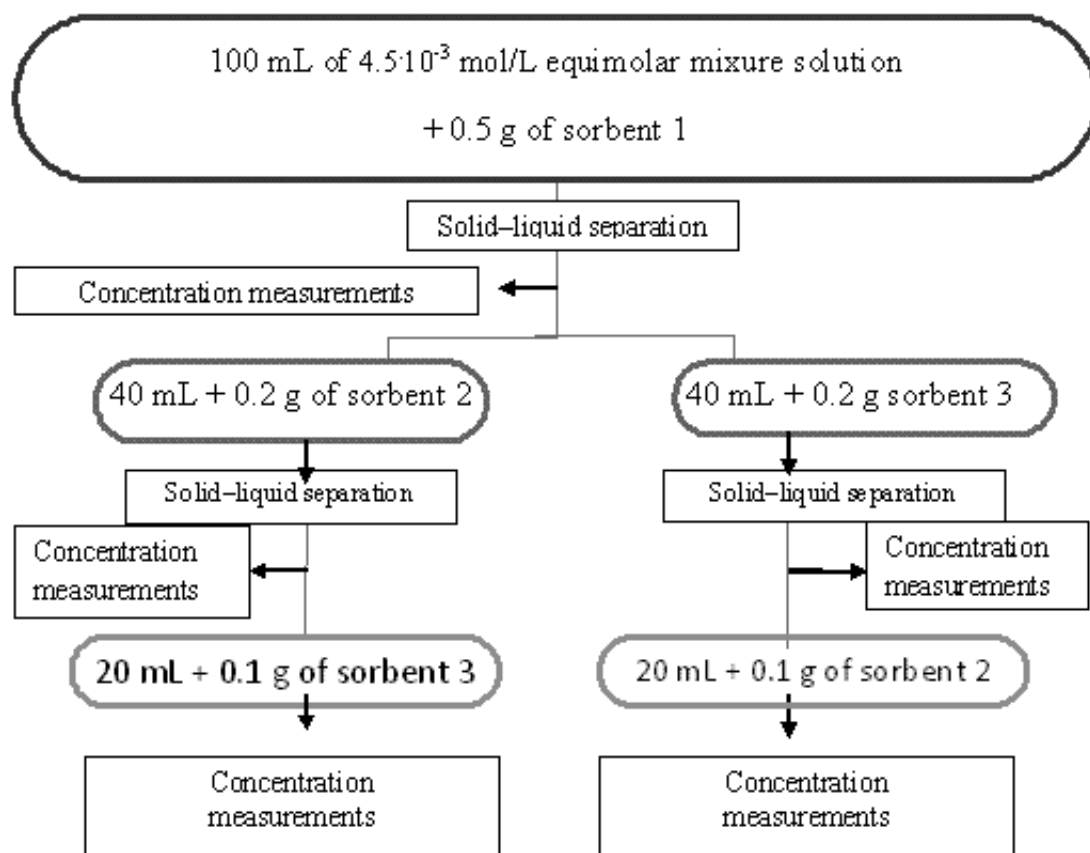 100 mL of 4.5·10⁻³ mol/L equimolar mixure solution
+ 0.5 g of sorbent 1
Solid–liquid separation
Concentration measurements
40 mL + 0.2 g of sorbent 2
40 mL + 0.2 g sorbent 3
Solid–liquid separation
Solid–liquid separation
Concentration
measurements
Concentration
measurements
20 mL + 0.1 g of sorbent 3
20 mL + 0.1 g of sorbent 2
Concentration
measurements
Concentration
measurements